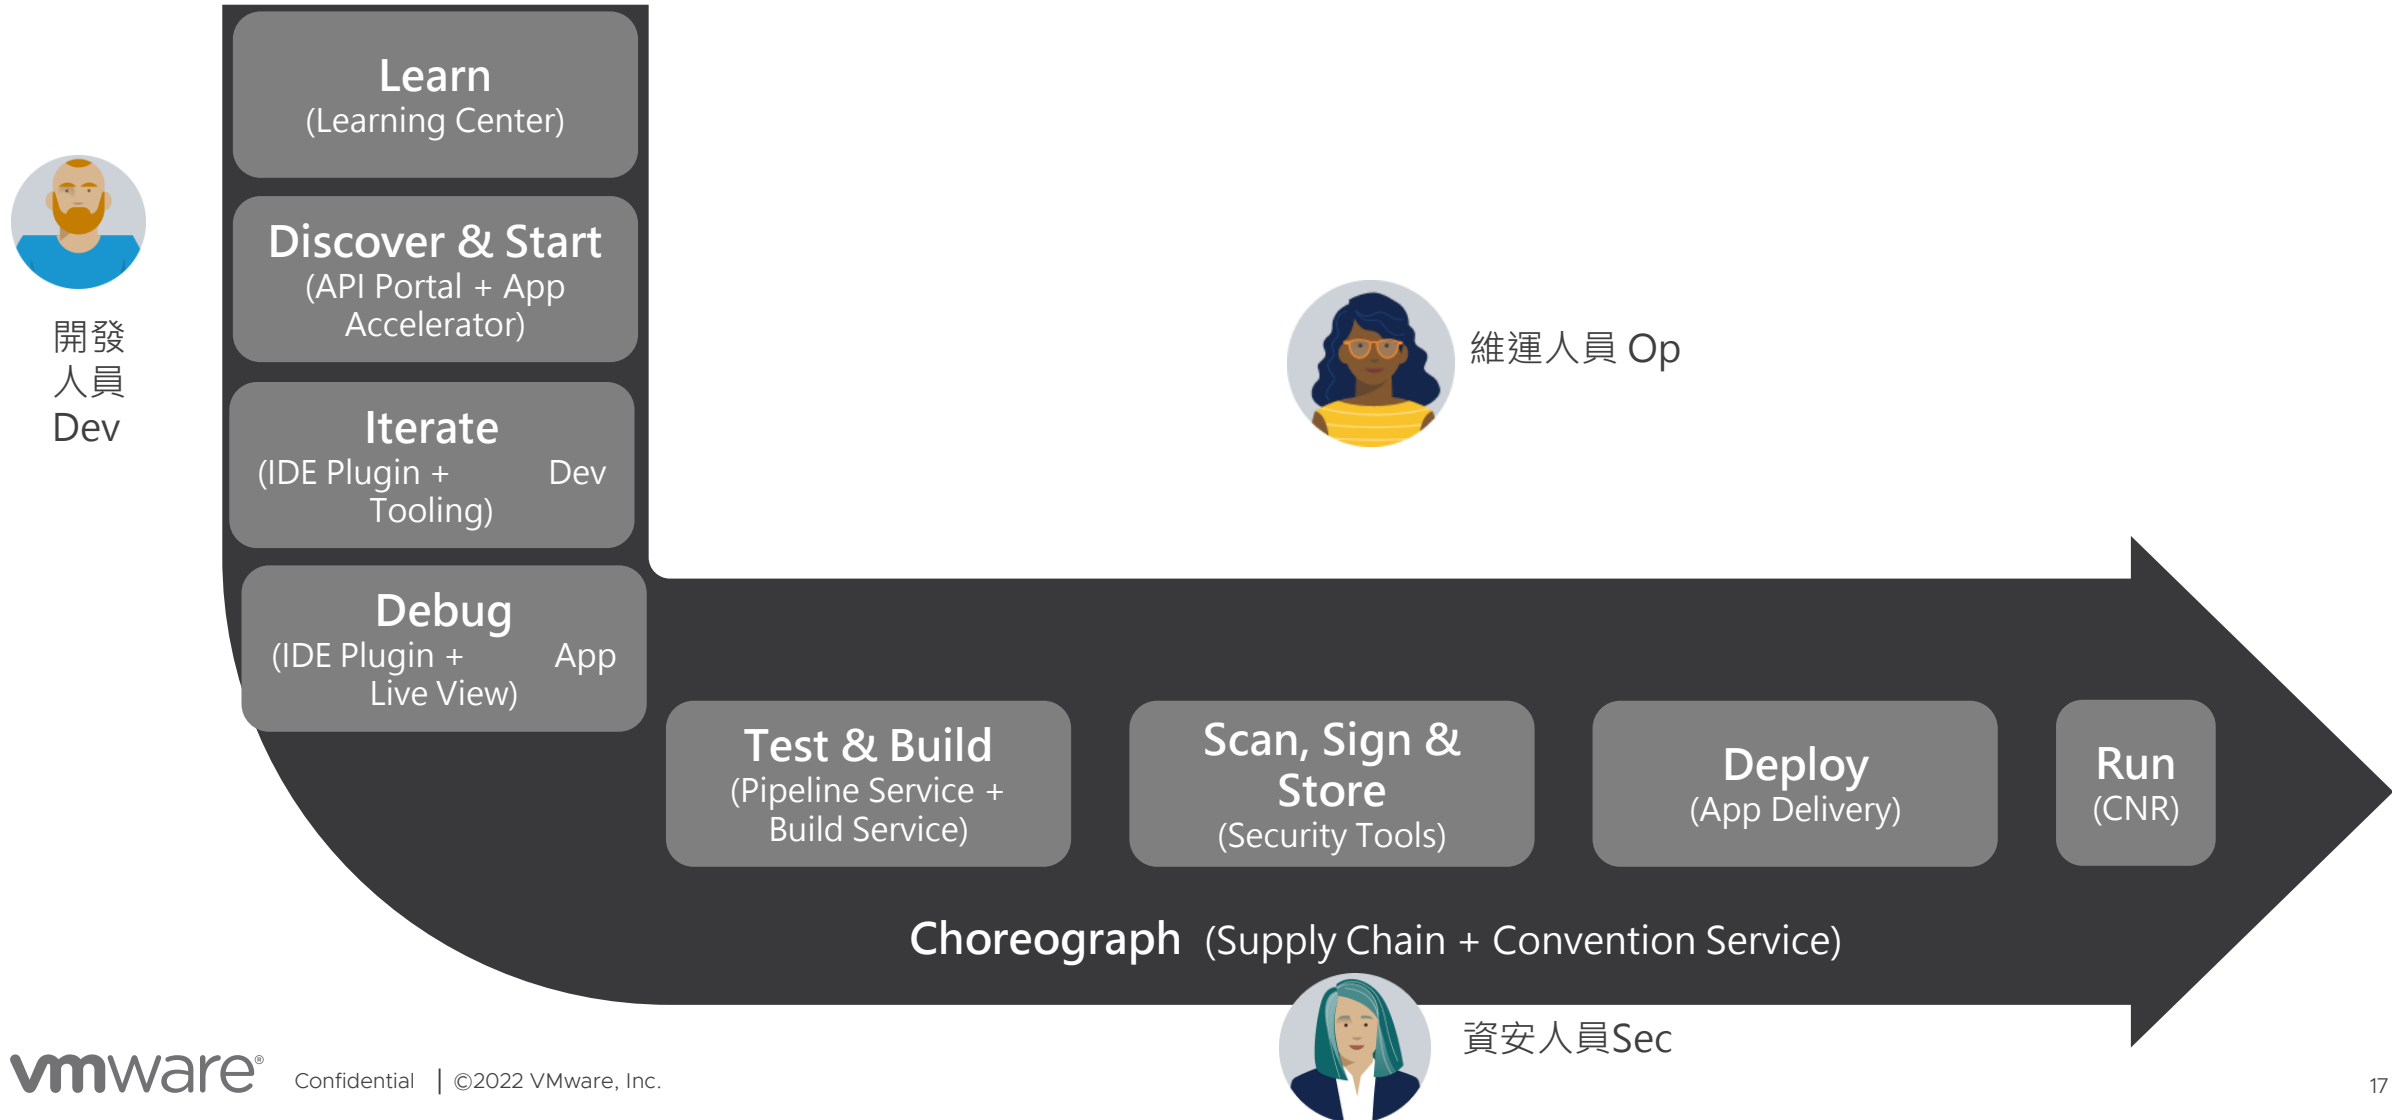 Learn
(Learning Center)
Discover & Start
(API Portal + App
Accelerator)
開發
人員
Dev
維運人員 Op
Iterate
(IDE Plugin + Dev
Tooling)
Debug
(IDE Plugin + App
Live View)
Test & Build
(Pipeline Service +
Build Service)
Scan, Sign &
Store
(Security Tools)
Deploy
(App Delivery)
Run
(CNR)
Choreograph (Supply Chain + Convention Service)
資安人員Sec
vmware®
Confidential | ©2022 VMware, Inc.
17